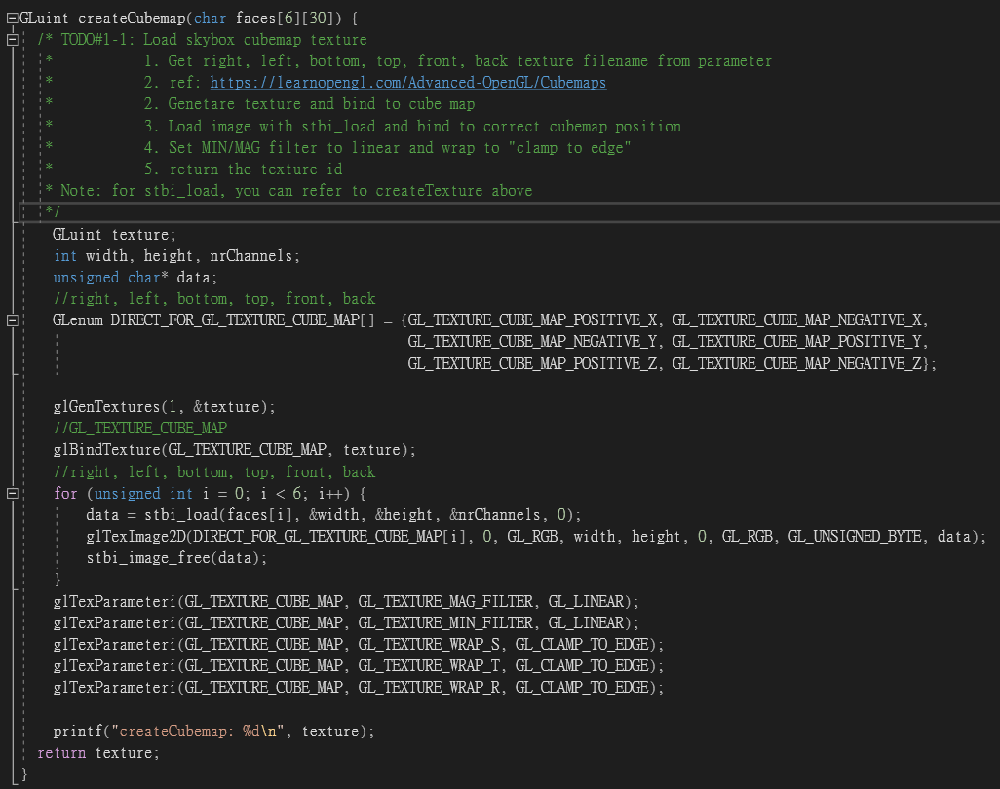 GLuint createCubemap(char faces[6][30]) {
/* TODO#1-1: Load skybox cubemap texture
* 1. Get right, left, bottom, top, front, back texture filename from parameter
* 2. ref: https://learnopengl.com/Advanced-OpenGL/Cubemaps
* 2. Genetare texture and bind to cube map
* 3. Load image with stbi_load and bind to correct cubemap position
* 4. Set MIN/MAG filter to linear and wrap to "clamp to edge"
* 5. return the texture id
* Note: for stbi_load, you can refer to createTexture above
*/
GLuint texture;
int width, height, nrChannels;
unsigned char* data;
//right, left, bottom, top, front, back
GLenum DIRECT_FOR_GL_TEXTURE_CUBE_MAP[] = {GL_TEXTURE_CUBE_MAP_POSITIVE_X, GL_TEXTURE_CUBE_MAP_NEGATIVE_X,
GL_TEXTURE_CUBE_MAP_NEGATIVE_Y, GL_TEXTURE_CUBE_MAP_POSITIVE_Y,
GL_TEXTURE_CUBE_MAP_POSITIVE_Z, GL_TEXTURE_CUBE_MAP_NEGATIVE_Z};
glGenTextures(1, &texture);
//GL_TEXTURE_CUBE_MAP
glBindTexture(GL_TEXTURE_CUBE_MAP, texture);
//right, left, bottom, top, front, back
for (unsigned int i = 0; i < 6; i++) {
data = stbi_load(faces[i], &width, &height, &nrChannels, 0);
glTexImage2D(DIRECT_FOR_GL_TEXTURE_CUBE_MAP[i], 0, GL_RGB, width, height, 0, GL_RGB, GL_UNSIGNED_BYTE, data);
stbi_image_free(data);
}
glTexParameteri(GL_TEXTURE_CUBE_MAP, GL_TEXTURE_MAG_FILTER, GL_LINEAR);
glTexParameteri(GL_TEXTURE_CUBE_MAP, GL_TEXTURE_MIN_FILTER, GL_LINEAR);
glTexParameteri(GL_TEXTURE_CUBE_MAP, GL_TEXTURE_WRAP_S, GL_CLAMP_TO_EDGE);
glTexParameteri(GL_TEXTURE_CUBE_MAP, GL_TEXTURE_WRAP_T, GL_CLAMP_TO_EDGE);
glTexParameteri(GL_TEXTURE_CUBE_MAP, GL_TEXTURE_WRAP_R, GL_CLAMP_TO_EDGE);
printf("createCubemap: %d\n", texture);
return texture;
}